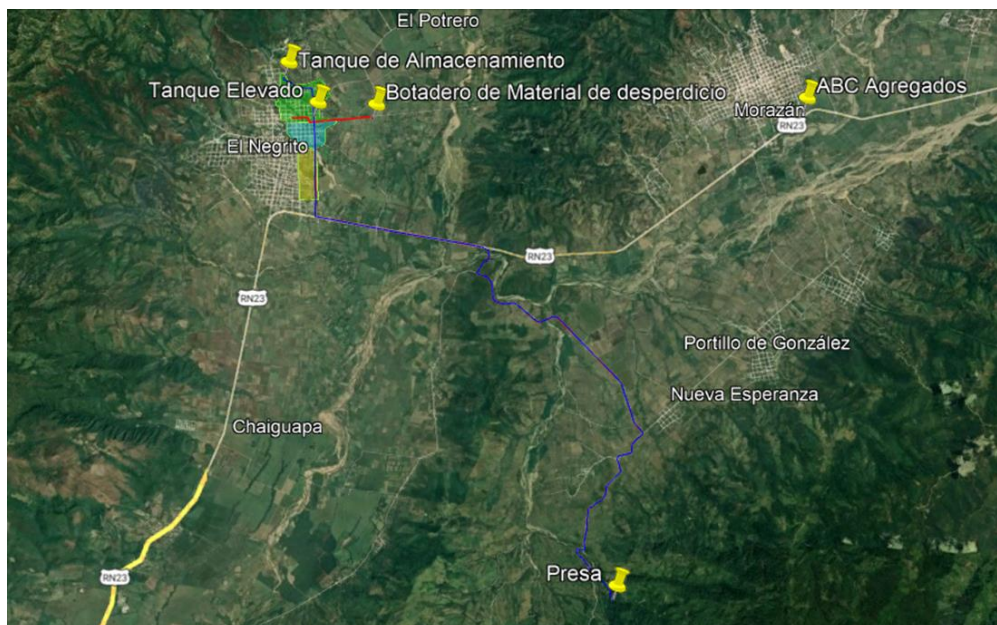 El Potrero
Tanque de Almacenamiento
Tanque Elevado
Botadero de Material de desperdicio
ABC Agregados
Morazán
RN23
El Negrito
RN23
RN23
Portillo de González
Nueva Esperanza
Chaiguapa
Presa
RN23